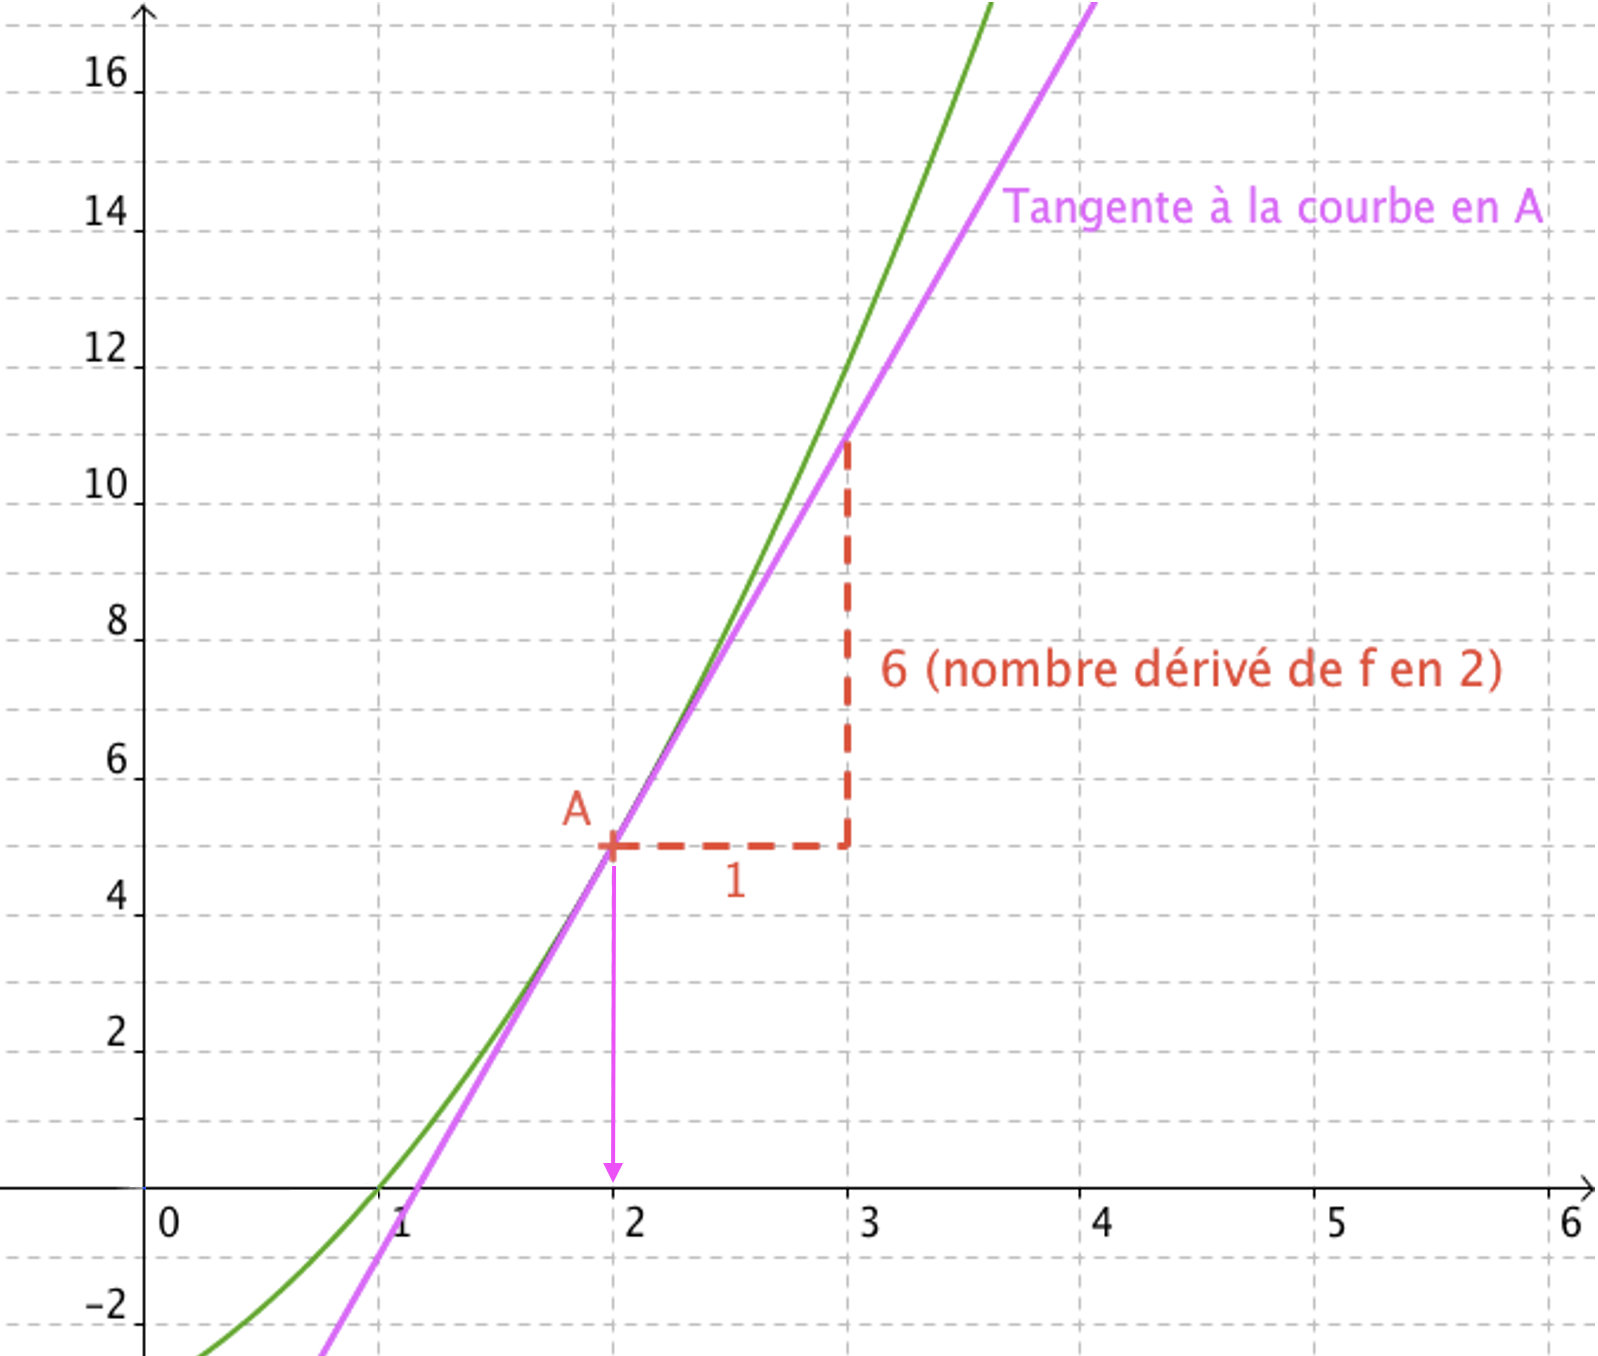 16
14
Tangente à la courbe en A
12
10
8
6 (nombre dérivé de f en 2)
6
A
4
1
2
0 1 2 3 4 5 6
–2